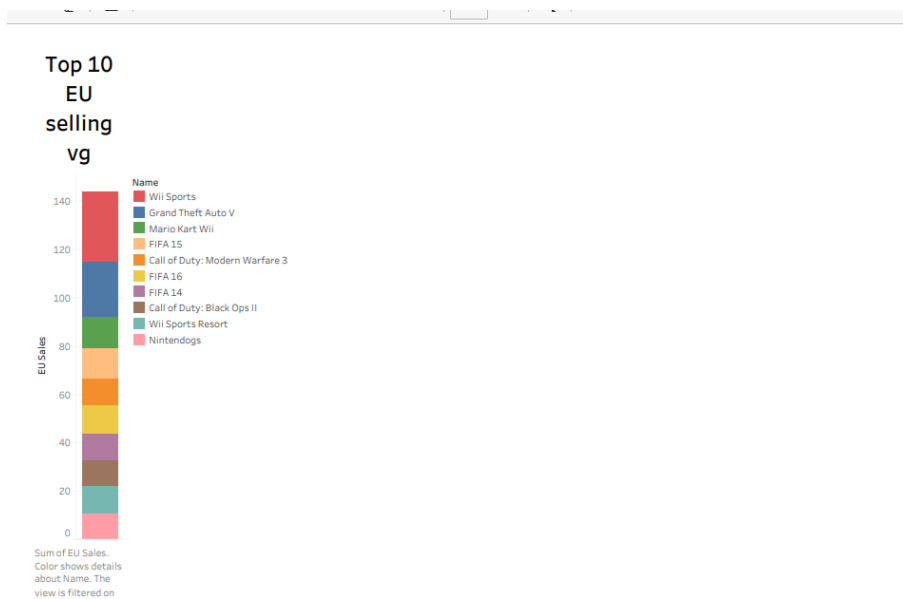 Top 10
EU
selling
vg
Name
Wii Sports
Grand Theft Auto V
Mario Kart Wii
FIFA 15
Call of Duty: Modern Warfare 3
FIFA 16
FIFA 14
Call of Duty: Black Ops II
Wii Sports Resort
Nintendogs
140
120
100
80
60
40
20
0
EU Sales
Sum of EU Sales.
Color shows details
about Name. The
view is filtered on